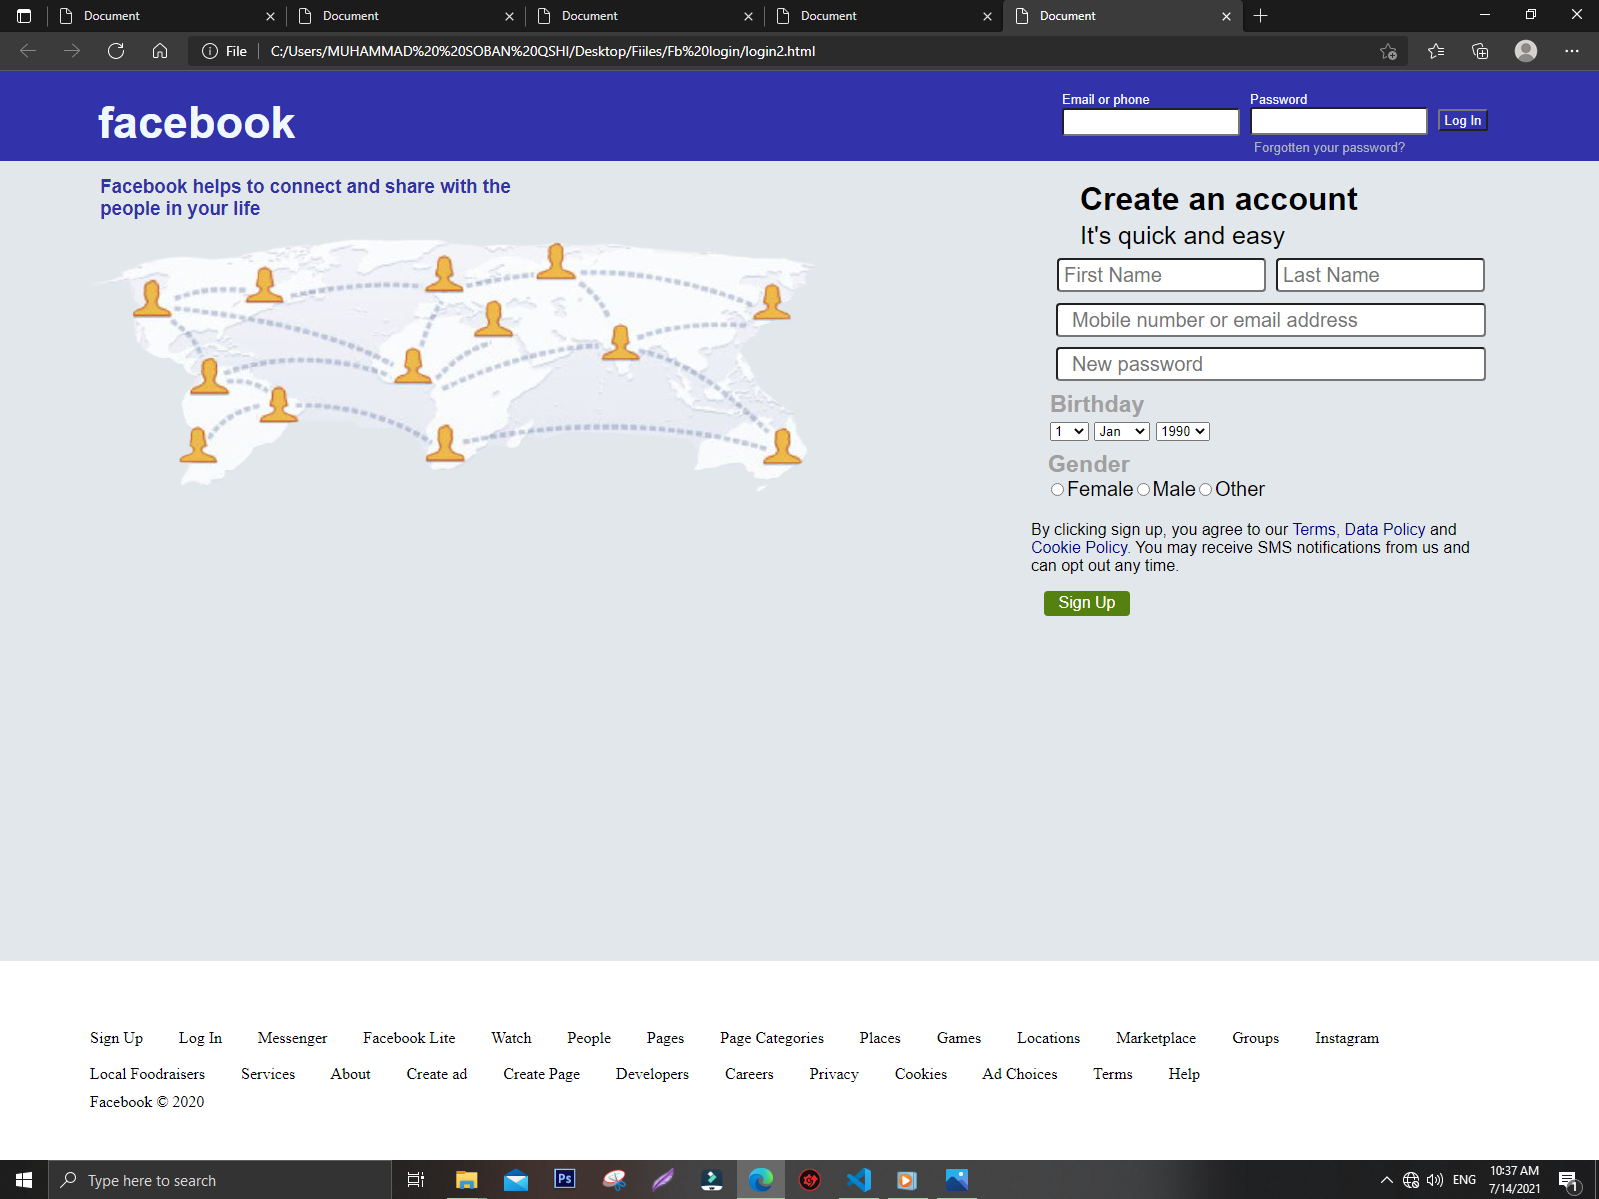 Document
Document
Document
Document
Document
File
C:/Users/MUHAMMAD%20%20SOBAN%20QSHI/Desktop/Fiiles/Fb%20login/login2.html
facebook
Email or phone
Password
Log In
Forgotten your password?
Facebook helps to connect and share with the
people in your life
Create an account
It's quick and easy
First Name
Last Name
Mobile number or email address
New password
Birthday
1
Jan
1990
Gender
Female
Male
Other
By clicking sign up, you agree to our Terms, Data Policy and
Cookie Policy. You may receive SMS notifications from us and
can opt out any time.
Sign Up
Sign Up Log In Messenger Facebook Lite Watch People Pages Page Categories Places Games Locations Marketplace Groups Instagram
Local Foodraisers Services About Create ad Create Page Developers Careers Privacy Cookies Ad Choices Terms Help
Facebook © 2020
Type here to search
Ps
ENG
10:37 AM
7/14/2021
1